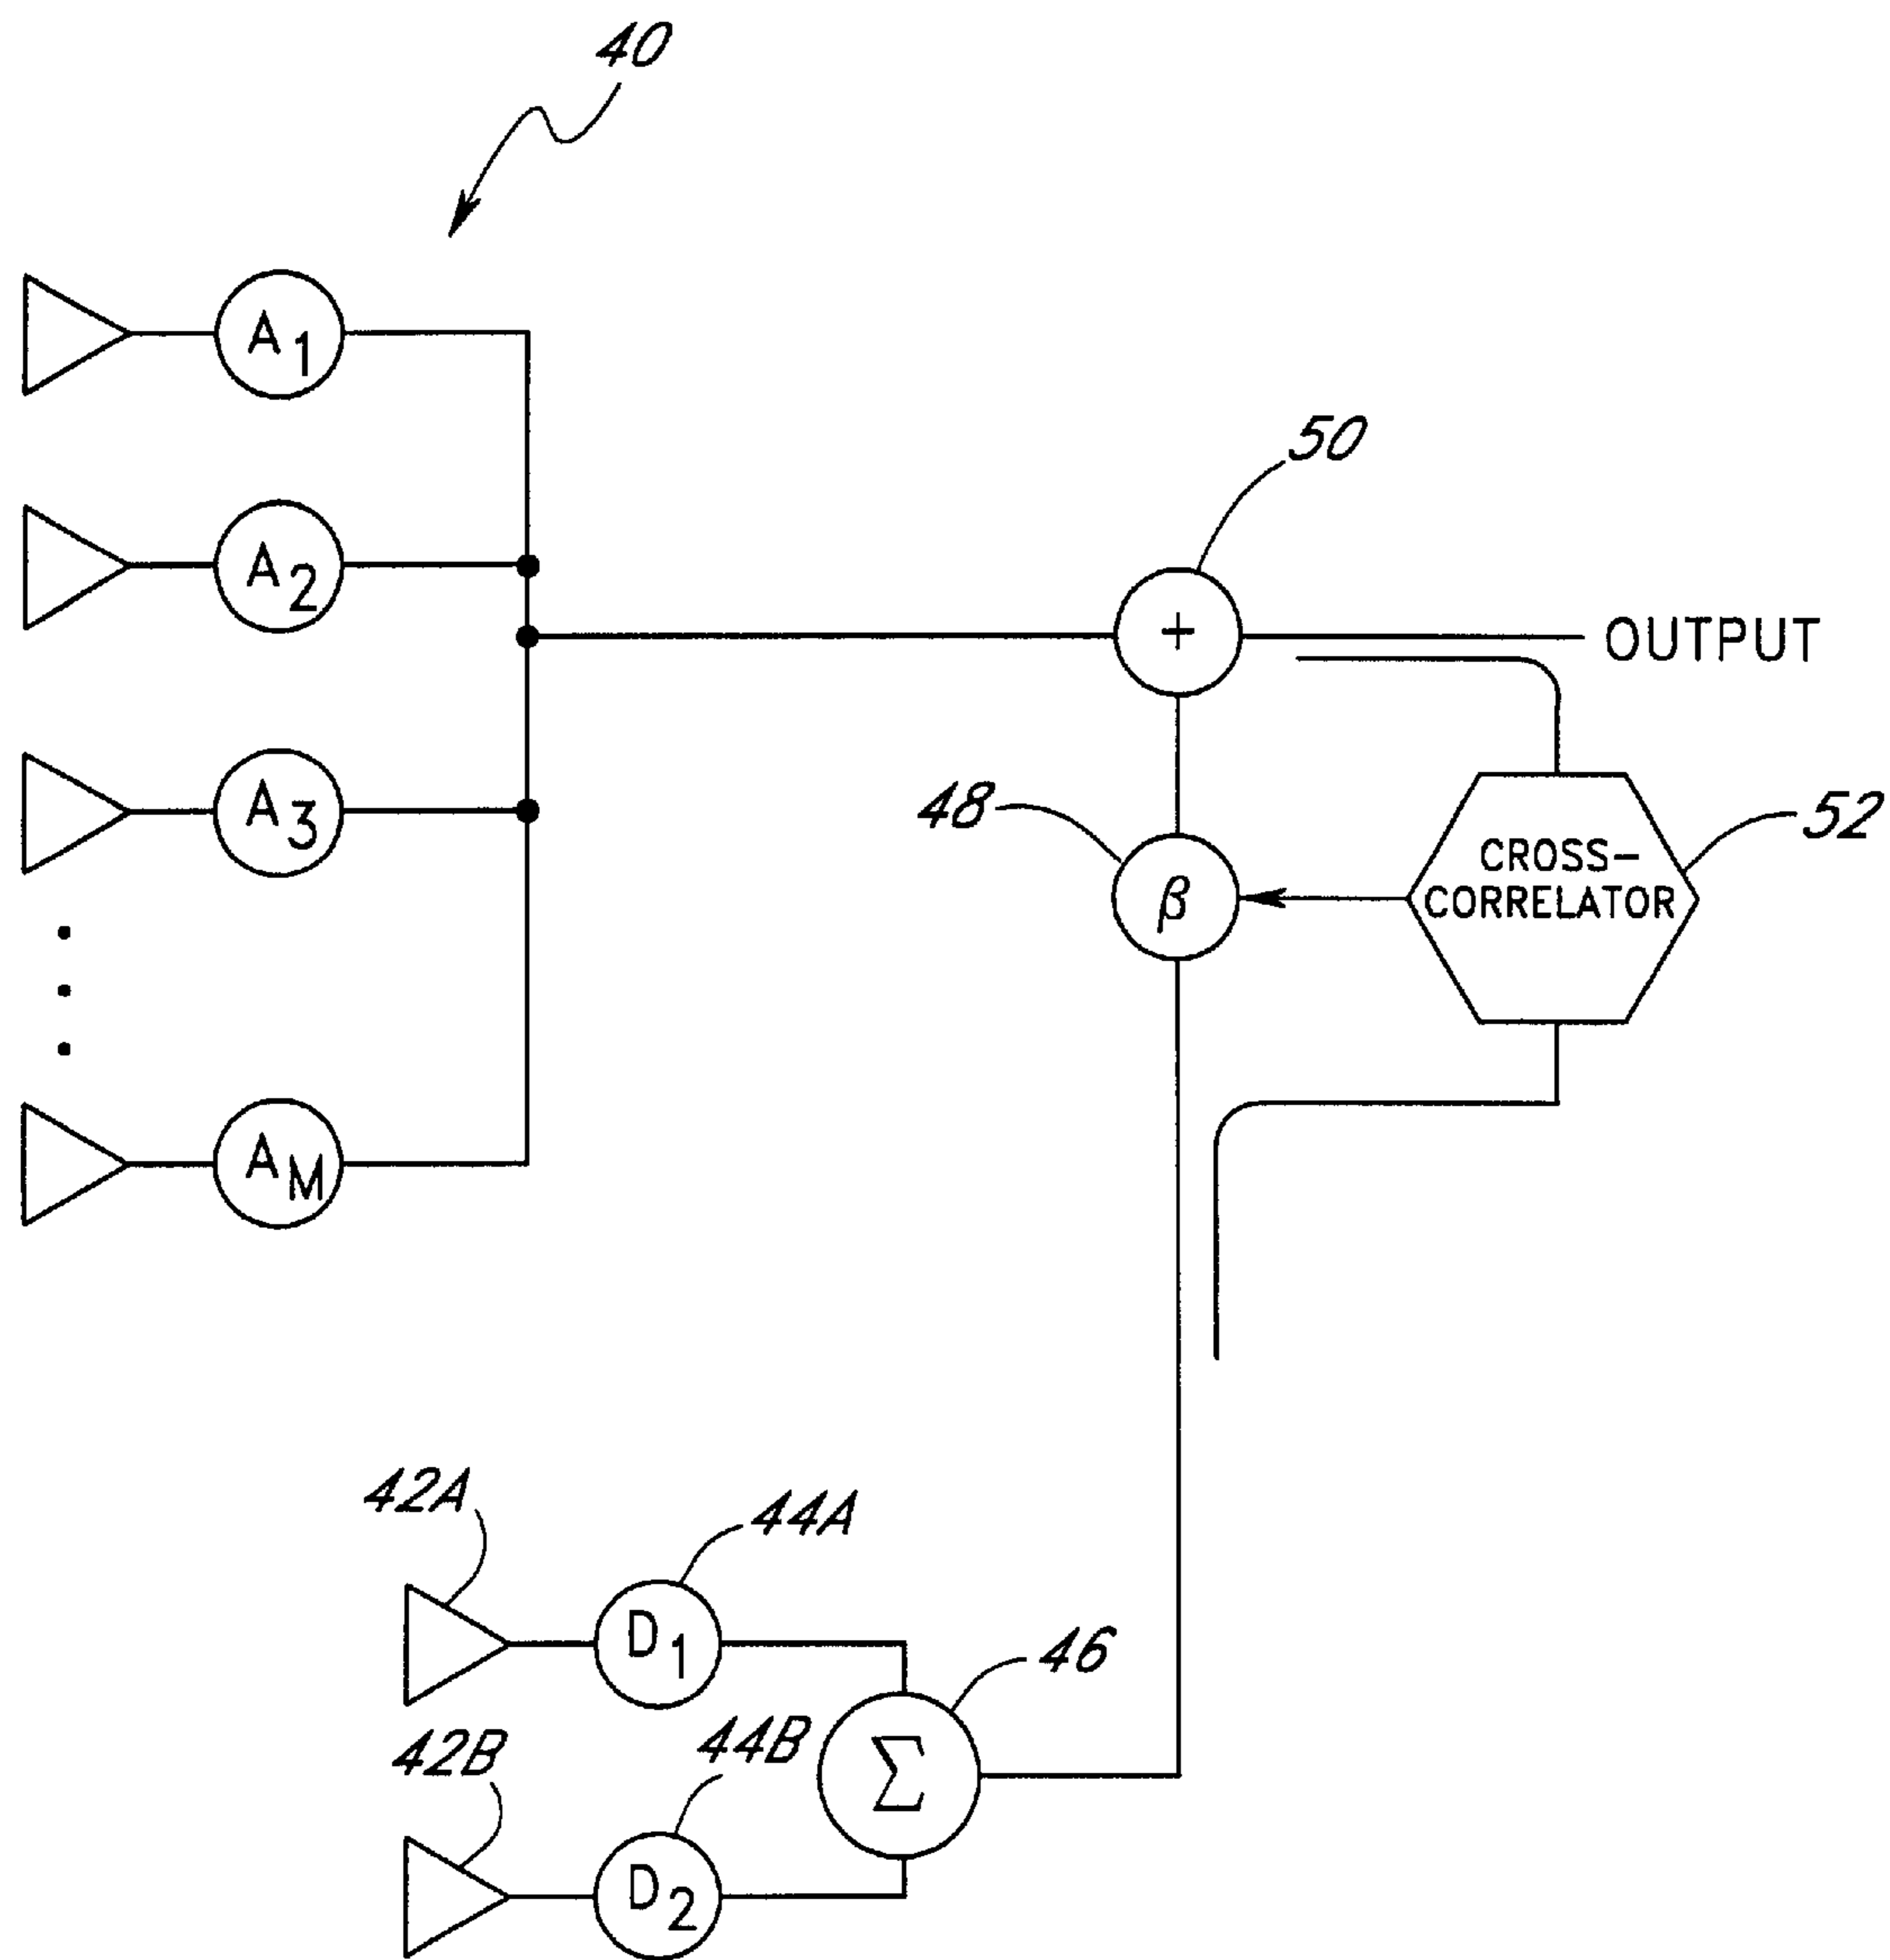 40
A1
A2
50
+
OUTPUT
A3
48
β
CROSS-
CORRELATOR
52
AM
42A
44A
D1
46
42B
44B
Σ
D2